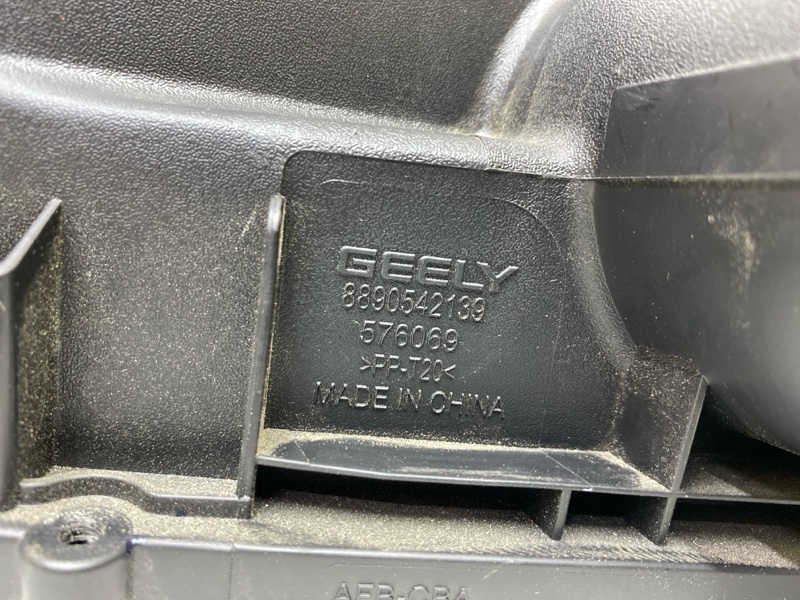 GEELY
8890542139
576069
>PP-T20<
MADE IN CHINA